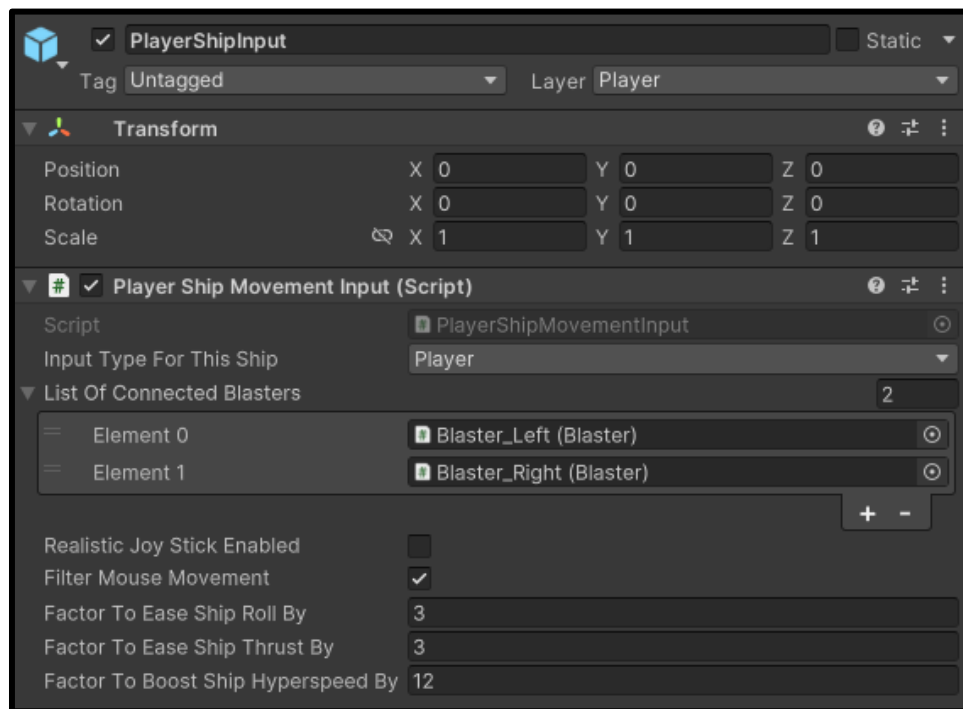 PlayerShipInput Static
Tag Untagged Layer Player
Transform
Position X 0 Y 0 Z 0
Rotation X 0 Y 0 Z 0
Scale X 1 Y 1 Z 1
# Player Ship Movement Input (Script)
Script # PlayerShipMovementInput
Input Type For This Ship Player
List Of Connected Blasters 2
Element 0 # Blaster_Left (Blaster)
Element 1 # Blaster_Right (Blaster)
+ -
Realistic Joy Stick Enabled
Filter Mouse Movement
Factor To Ease Ship Roll By 3
Factor To Ease Ship Thrust By 3
Factor To Boost Ship Hyperspeed By 12